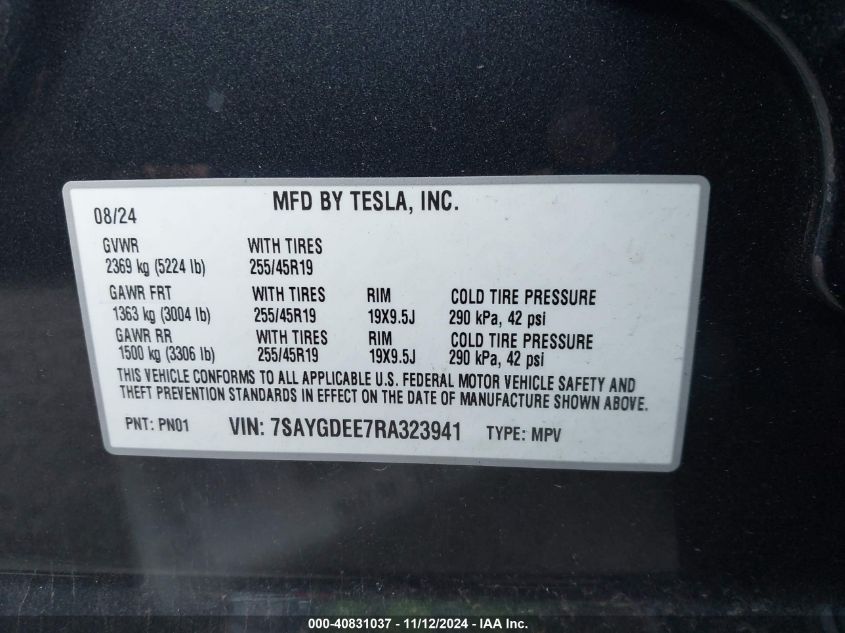 MFD BY TESLA, INC.
08/24
GVWR WITH TIRES
2369 kg (5224 lb) 255/45R19
GAWR FRT WITH TIRES RIM COLD TIRE PRESSURE
1363 kg (3004 lb) 255/45R19 19X9.5J 290 kPa, 42 psi
GAWR RR WITH TIRES RIM COLD TIRE PRESSURE
1500 kg (3306 lb) 255/45R19 19X9.5J 290 kPa, 42 psi
THIS VEHICLE CONFORMS TO ALL APPLICABLE U.S. FEDERAL MOTOR VEHICLE SAFETY AND
THEFT PREVENTION STANDARDS IN EFFECT ON THE DATE OF MANUFACTURE SHOWN ABOVE.
PNT: PN01 VIN: 7SAYGDEE7RA323941 TYPE: MPV
000-40831037 - 11/12/2024 - IAA Inc.